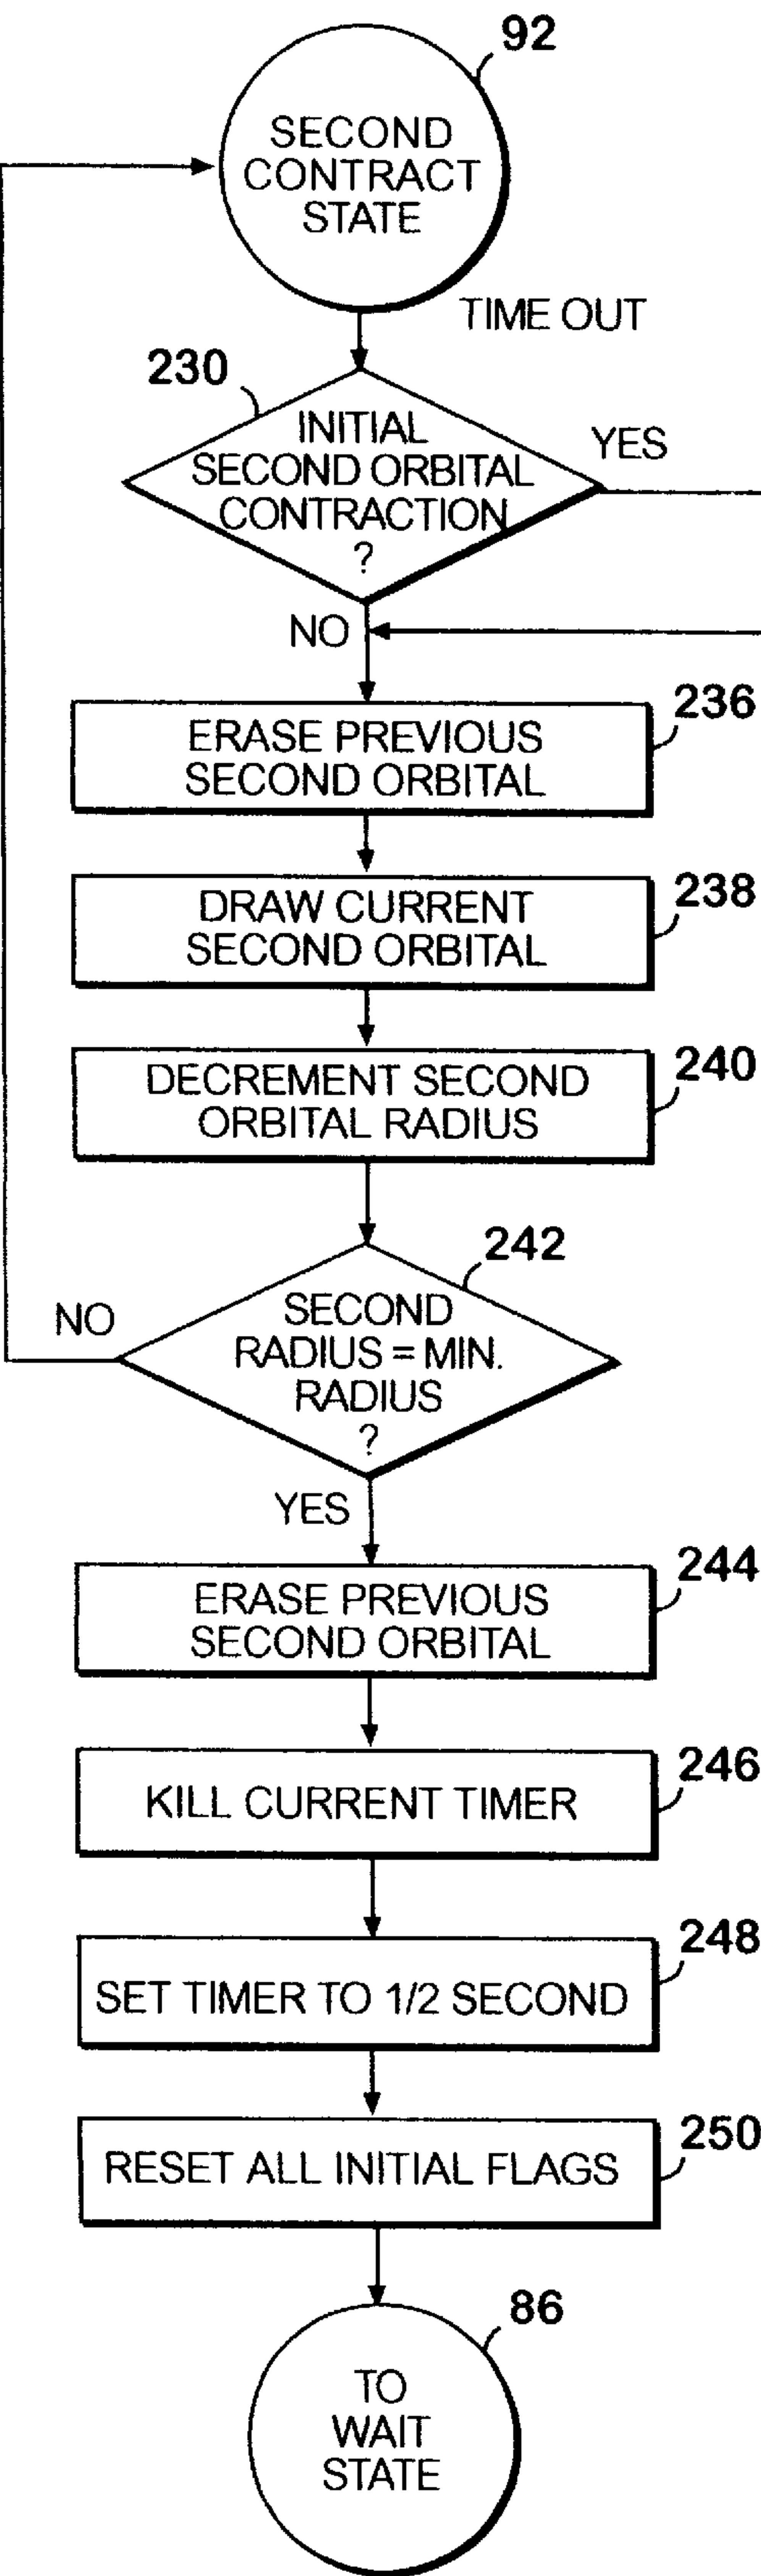 92
SECOND
CONTRACT
STATE
TIME OUT
230
INITIAL
SECOND ORBITAL
CONTRACTION
?
YES
NO
236
ERASE PREVIOUS
SECOND ORBITAL
238
DRAW CURRENT
SECOND ORBITAL
240
DECREMENT SECOND
ORBITAL RADIUS
242
SECOND
RADIUS = MIN.
RADIUS
?
NO
YES
244
ERASE PREVIOUS
SECOND ORBITAL
246
KILL CURRENT TIMER
248
SET TIMER TO 1/2 SECOND
250
RESET ALL INITIAL FLAGS
86
TO
WAIT
STATE